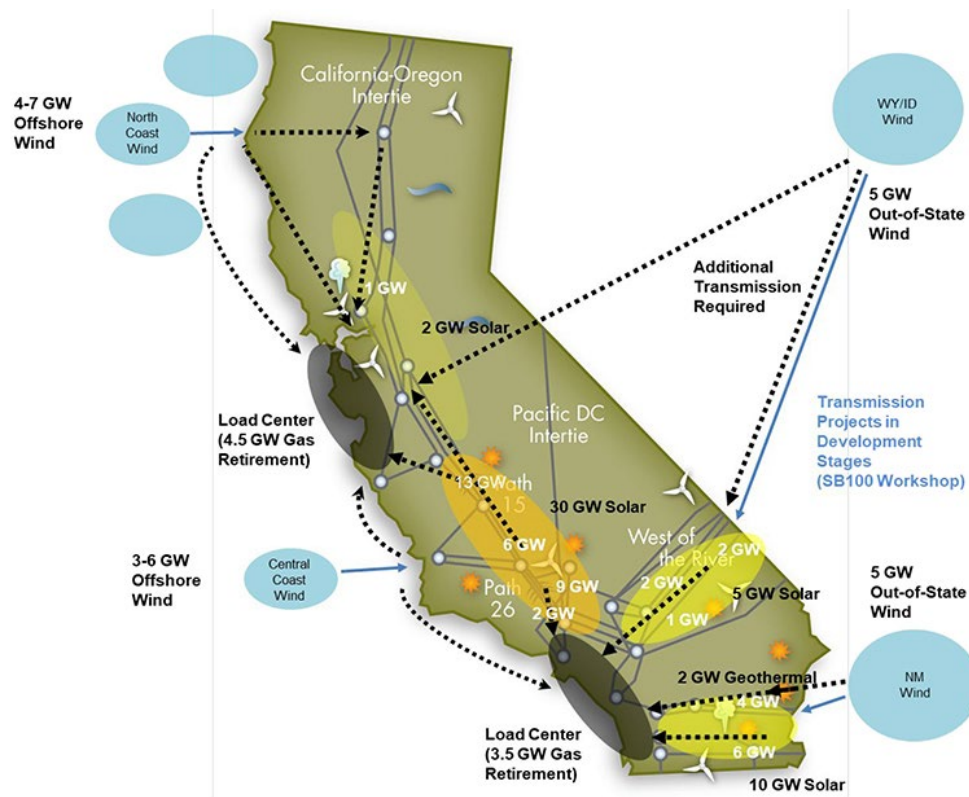 California-Oregon
Intertie
4-7 GW
Offshore
Wind
North
Coast
Wind
WY/ID
Wind
5 GW
Out-of-State
Wind
Additional
Transmission
Required
1 GW
2 GW Solar
Load Center
(4.5 GW Gas
Retirement)
Pacific DC
Intertie
Transmission
Projects in
Development
Stages
(SB100 Workshop)
13 GW
Path
15
30 GW Solar
6 GW
West of
the River
2 GW
3-6 GW
Offshore
Wind
Central
Coast
Wind
Path
26
9 GW
2 GW
2 GW
1 GW
5 GW Solar
5 GW
Out-of-State
Wind
2 GW Geothermal
NM
Wind
4 GW
Load Center
(3.5 GW Gas
Retirement)
6 GW
10 GW Solar